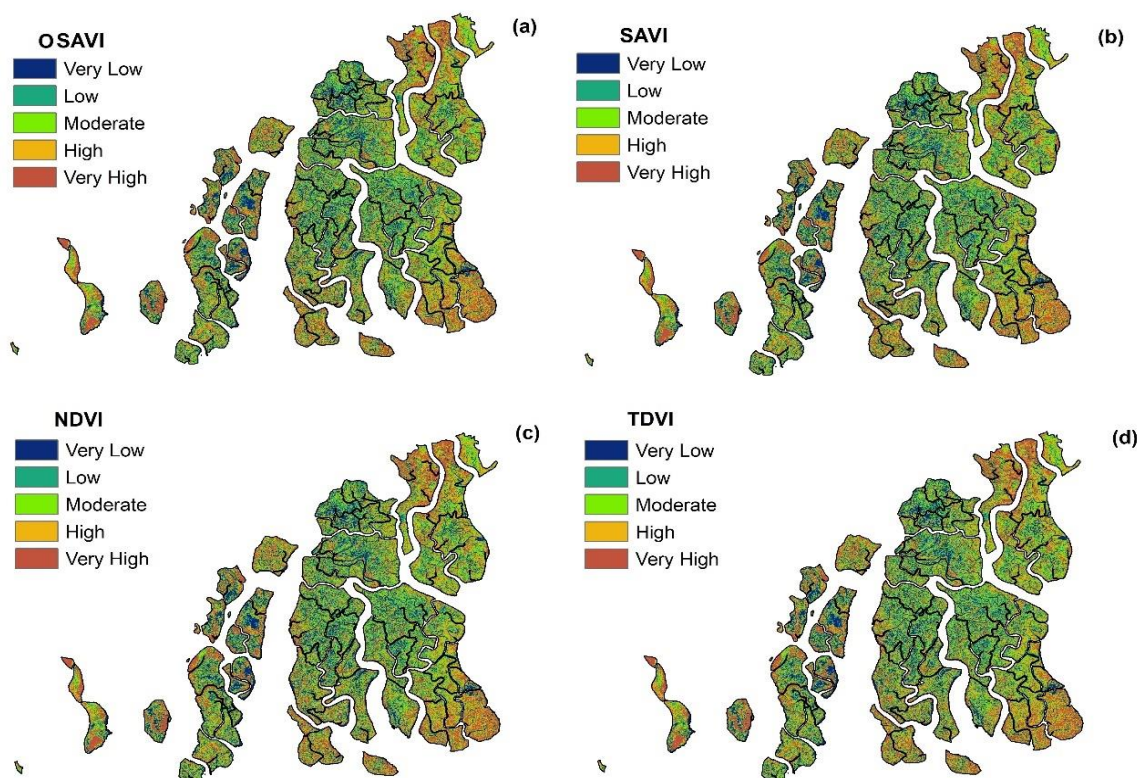 OSAVI
Very Low
Low
Moderate
High
Very High
(a)
SAVI
Very Low
Low
Moderate
High
Very High
(b)
NDVI
Very Low
Low
Moderate
High
Very High
(c)
TDVI
Very Low
Low
Moderate
High
Very High
(d)